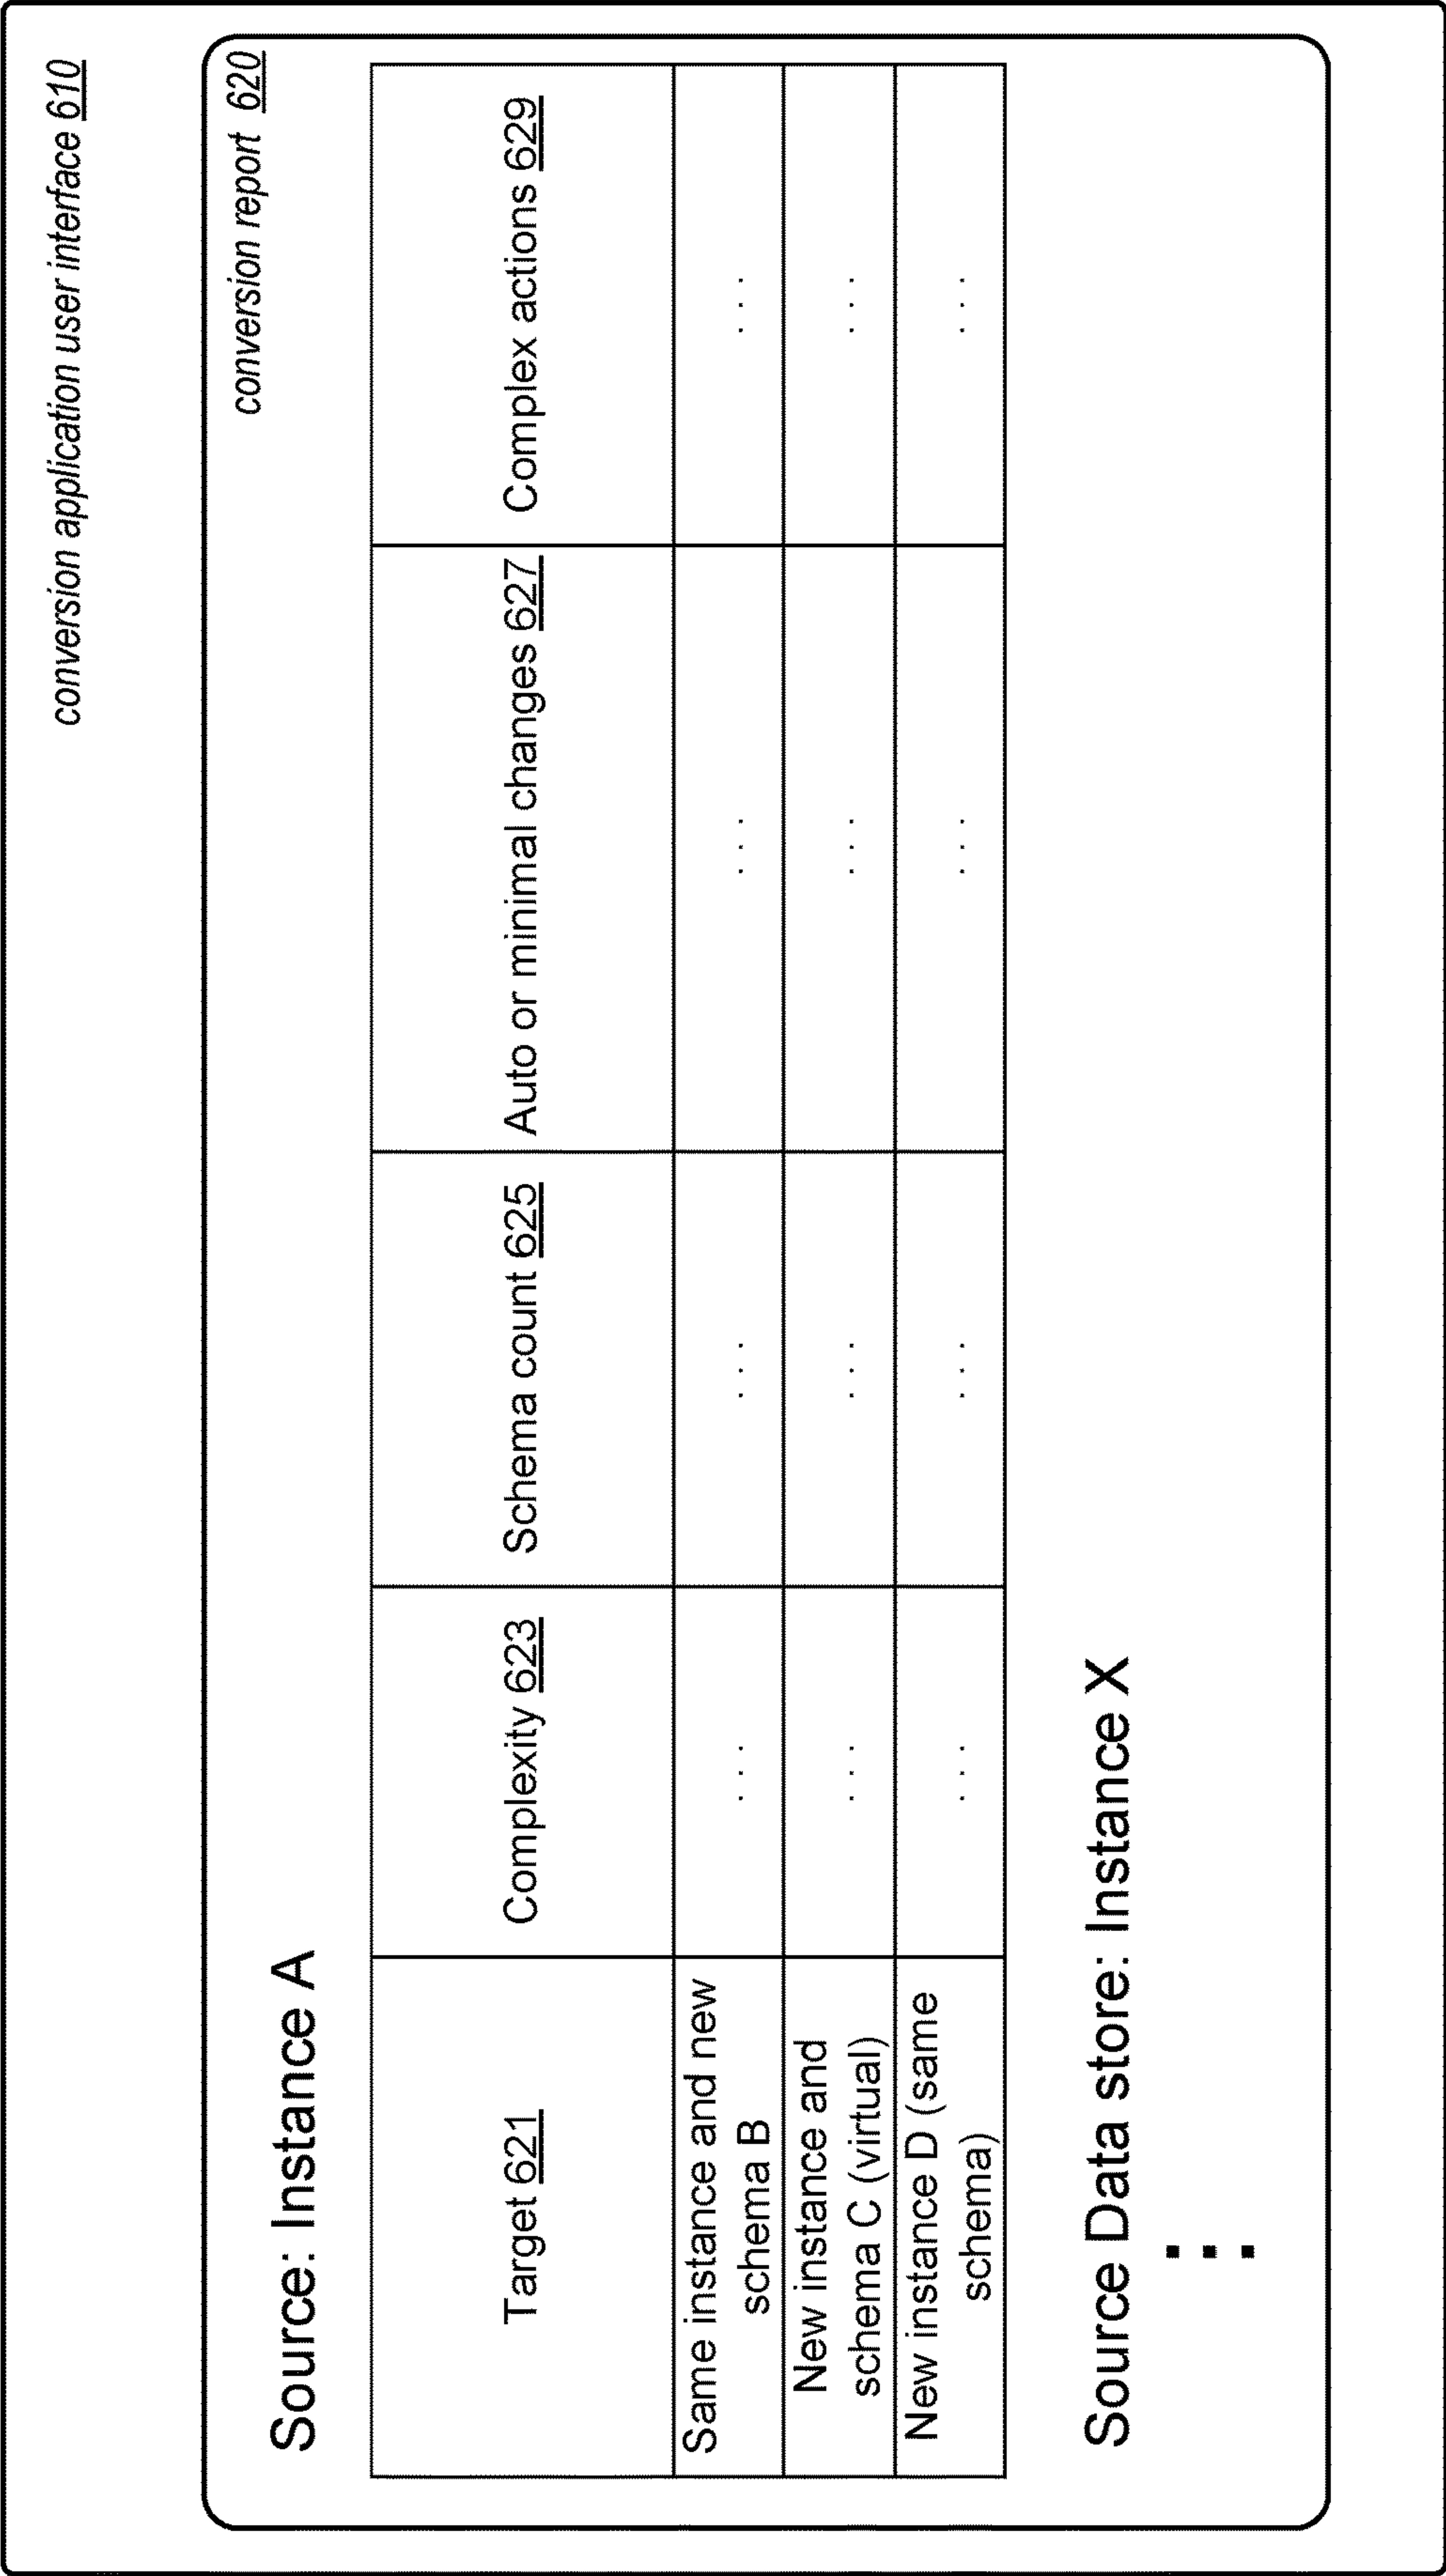 conversion application user interface 610
conversion report 620
Source: Instance A
Target 621
Complexity 623
Schema count 625
Auto or minimal changes 627
Complex actions 629
Same instance and new
schema B
. . .
. . .
. . .
. . .
New instance and
schema C (virtual)
. . .
. . .
. . .
. . .
New instance D (same
schema)
. . .
. . .
. . .
. . .
Source Data store: Instance X